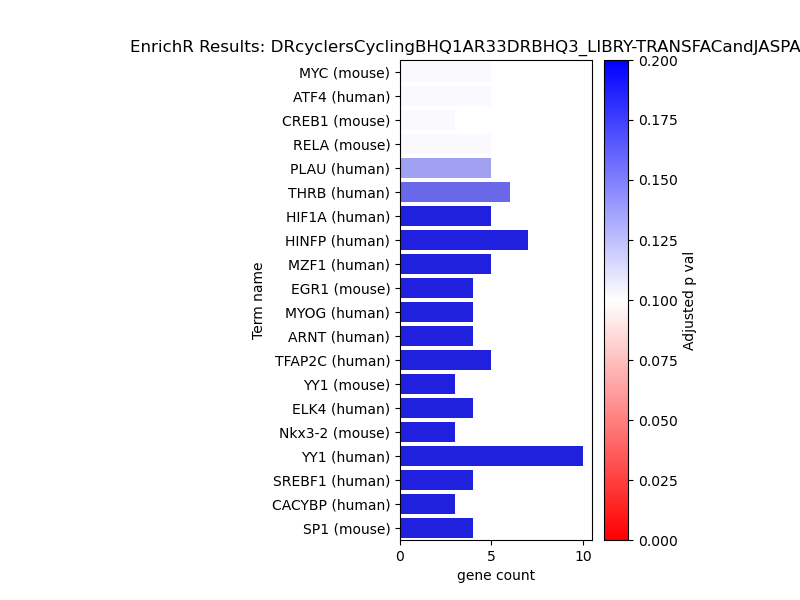 EnrichR Results: DRcyclersCyclingBHQ1AR33DRBHQ3_LIBRY-TRANSFACandJASPA
MYC (mouse)
ATF4 (human)
CREB1 (mouse)
RELA (mouse)
PLAU (human)
THRB (human)
HIF1A (human)
HINFP (human)
MZF1 (human)
EGR1 (mouse)
MYOG (human)
ARNT (human)
TFAP2C (human)
YY1 (mouse)
ELK4 (human)
Nkx3-2 (mouse)
YY1 (human)
SREBF1 (human)
CACYBP (human)
SP1 (mouse)
Term name
0 5 10
gene count
0.200
0.175
0.150
0.125
0.100
0.075
0.050
0.025
0.000
Adjusted p val